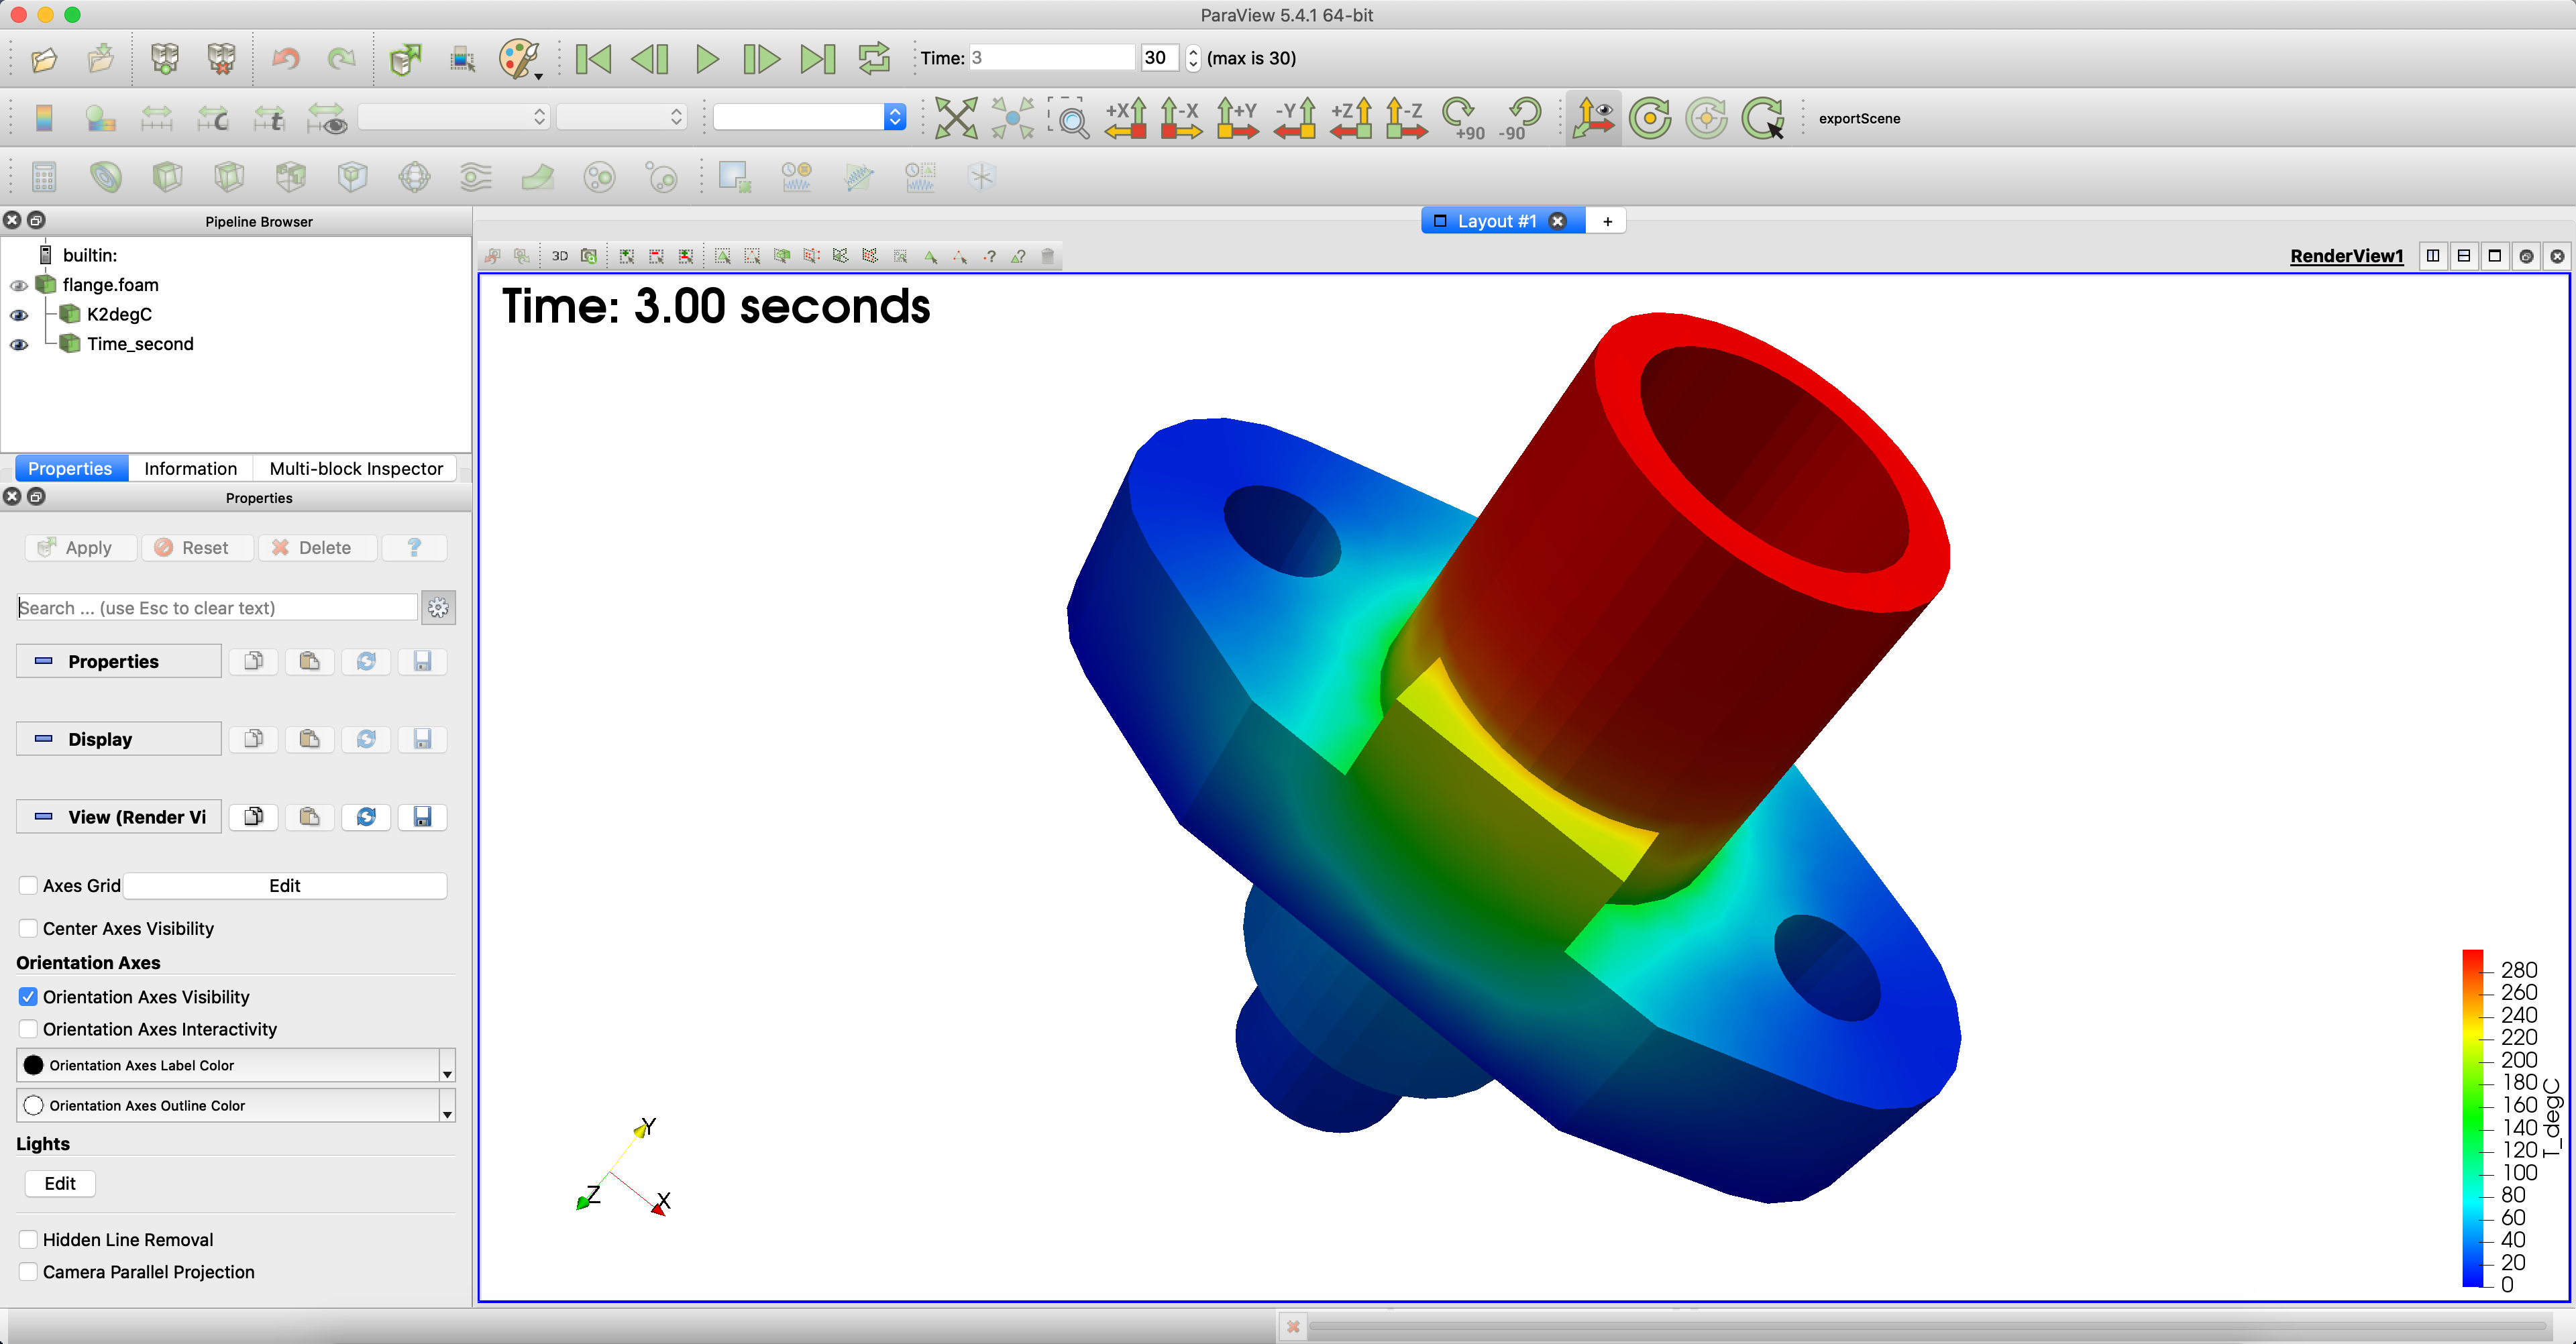 ParaView 5.4.1 64-bit
Time: 3 30 (max is 30)
+X -X +Y -Y +Z -Z +90 -90 exportScene
Pipeline Browser
builtin:
flange.foam
K2degC
Time_second
Properties Information Multi-block Inspector
Properties
Apply Reset Delete ?
Search ... (use Esc to clear text)
Properties
Display
View (Render Vi
Axes Grid Edit
Center Axes Visibility
Orientation Axes
Orientation Axes Visibility
Orientation Axes Interactivity
Orientation Axes Label Color
Orientation Axes Outline Color
Lights
Edit
Hidden Line Removal
Camera Parallel Projection
Layout #1 +
3D RenderView1
Time: 3.00 seconds
Y
Z
X
280
260
240
220
200
180
160
140
120
100
80
60
40
20
0
T_degC